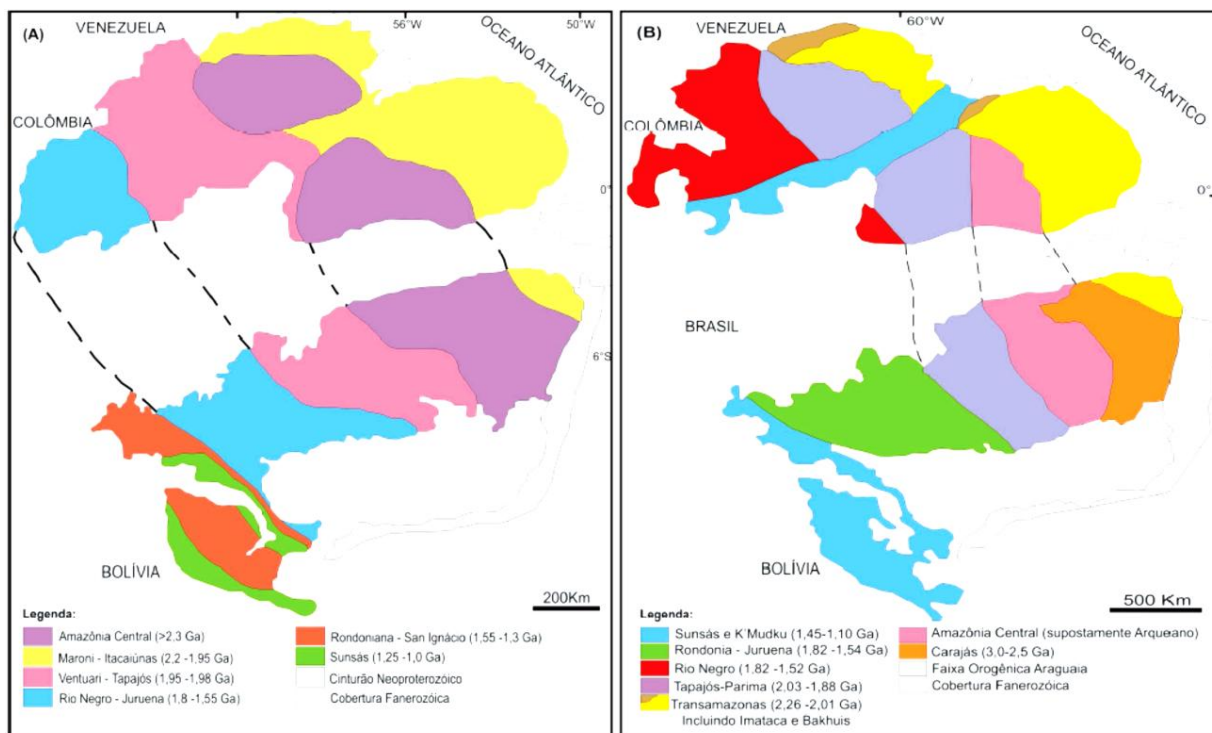 (A)
VENEZUELA
56°W
50°W
OCEANO ATLÂNTICO
COLÔMBIA
0°
6°S
BOLÍVIA
200Km
Legenda:
Amazônia Central (>2.3 Ga)
Maroni - Itacaiúnas (2,2 -1,95 Ga)
Ventuari - Tapajós (1,95 -1,98 Ga)
Rio Negro - Juruena (1,8 -1,55 Ga)
Rondoniana - San Ignácio (1,55 -1,3 Ga)
Sunsás (1,25 -1,0 Ga)
Cinturão Neoproterozóico
Cobertura Fanerozóica
(B)
VENEZUELA
60°W
OCEANO ATLÂNTICO
COLÔMBIA
0°
BRASIL
BOLÍVIA
500 Km
Legenda:
Sunsás e K'Mudku (1,45-1,10 Ga)
Rondonia - Juruena (1,82 -1,54 Ga)
Rio Negro (1,82 -1,52 Ga)
Tapajós-Parima (2,03 -1,88 Ga)
Transamazonas (2,26 -2,01 Ga)
Incluindo Imataca e Bakhuis
Amazônia Central (supostamente Arqueano)
Carajás (3,0-2,5 Ga)
Faixa Orogênica Araguaia
Cobertura Fanerozóica